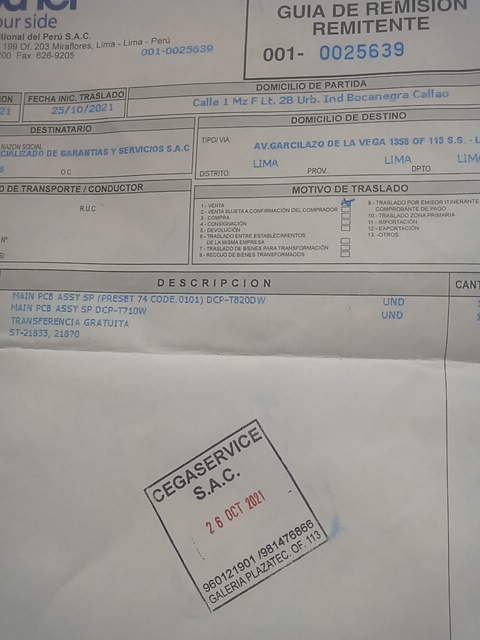 our side
tional del Perú S.A.C.
199 Of. 203 Miraflores, Lima - Lima - Perú
200 Fax: 626-9205
001-0025639
GUIA DE REMISIÓN
REMITENTE
001- 0025639
FECHA INIC. TRASLADO
25/10/2021
DOMICILIO DE PARTIDA
Calle 1 Mz F Lt. 2B Urb. Ind Bocanegra Callao
DESTINATARIO
RAZON SOCIAL
CIALIZADO DE GARANTIAS Y SERVICIOS S.A.C
DOMICILIO DE DESTINO
TIPO/VIA
AV.GARCILAZO DE LA VEGA 1358 OF 113 S.S. - L
LIMA LIMA LIM
DISTRITO PROV. DPTO
O DE TRANSPORTE / CONDUCTOR
RUC
N°
MOTIVO DE TRASLADO
1 - VENTA
2 - VENTA SUJETA A CONFIRMACIÓN DEL COMPRADOR
3 - COMPRA
4 - CONSIGNACIÓN
5 - DEVOLUCIÓN
6 - TRASLADO ENTRE ESTABLECIMIENTOS
DE LA MISMA EMPRESA
7 - TRASLADO DE BIENES PARA TRANSFORMACIÓN
8 - RECOJO DE BIENES TRANSFORMADOS
9 - TRASLADO POR EMISOR ITINERANTE
COMPROBANTE DE PAGO
10 - TRASLADO ZONA PRIMARIA
11 - IMPORTACIÓN
12 - EXPORTACIÓN
13 - OTROS
DESCRIPCION
CANT
MAIN PCB ASSY SP (PRESET 74 CODE.0101) DCP-T820DW UND
MAIN PCB ASSY SP DCP-T710W UND
TRANSFERENCIA GRATUITA
ST-21833, 21870
CEGASERVICE
S.A.C.
26 OCT 2021
960121901 /981476866
GALERIA PLAZATEC. OF. 113